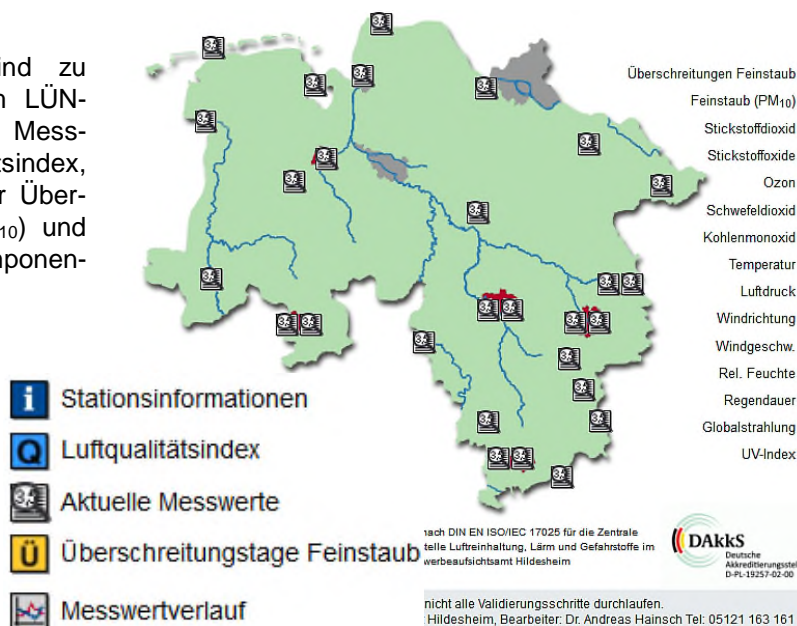 ind zu
LÜN-
Mess-
tsindex,
r Über-
10) und
mponen-
Überschreitungen Feinstaub
Feinstaub (PM10)
Stickstoffdioxid
Stickstoffoxide
Ozon
Schwefeldioxid
Kohlenmonoxid
Temperatur
Luftdruck
Windrichtung
Windgeschw.
Rel. Feuchte
Regendauer
Globalstrahlung
UV-Index
i Stationsinformationen
Q Luftqualitätsindex
Aktuelle Messwerte
Ü Überschreitungstage Feinstaub
Messwertverlauf
nach DIN EN ISO/IEC 17025 für die Zentrale
telle Luftreinhaltung, Lärm und Gefahrstoffe im
werbeaufsichtsamt Hildesheim
DAkkS
Deutsche
Akkreditierungsstel
D-PL-19257-02-00
nicht alle Validierungsschritte durchlaufen.
Hildesheim, Bearbeiter: Dr. Andreas Hainsch Tel: 05121 163 161